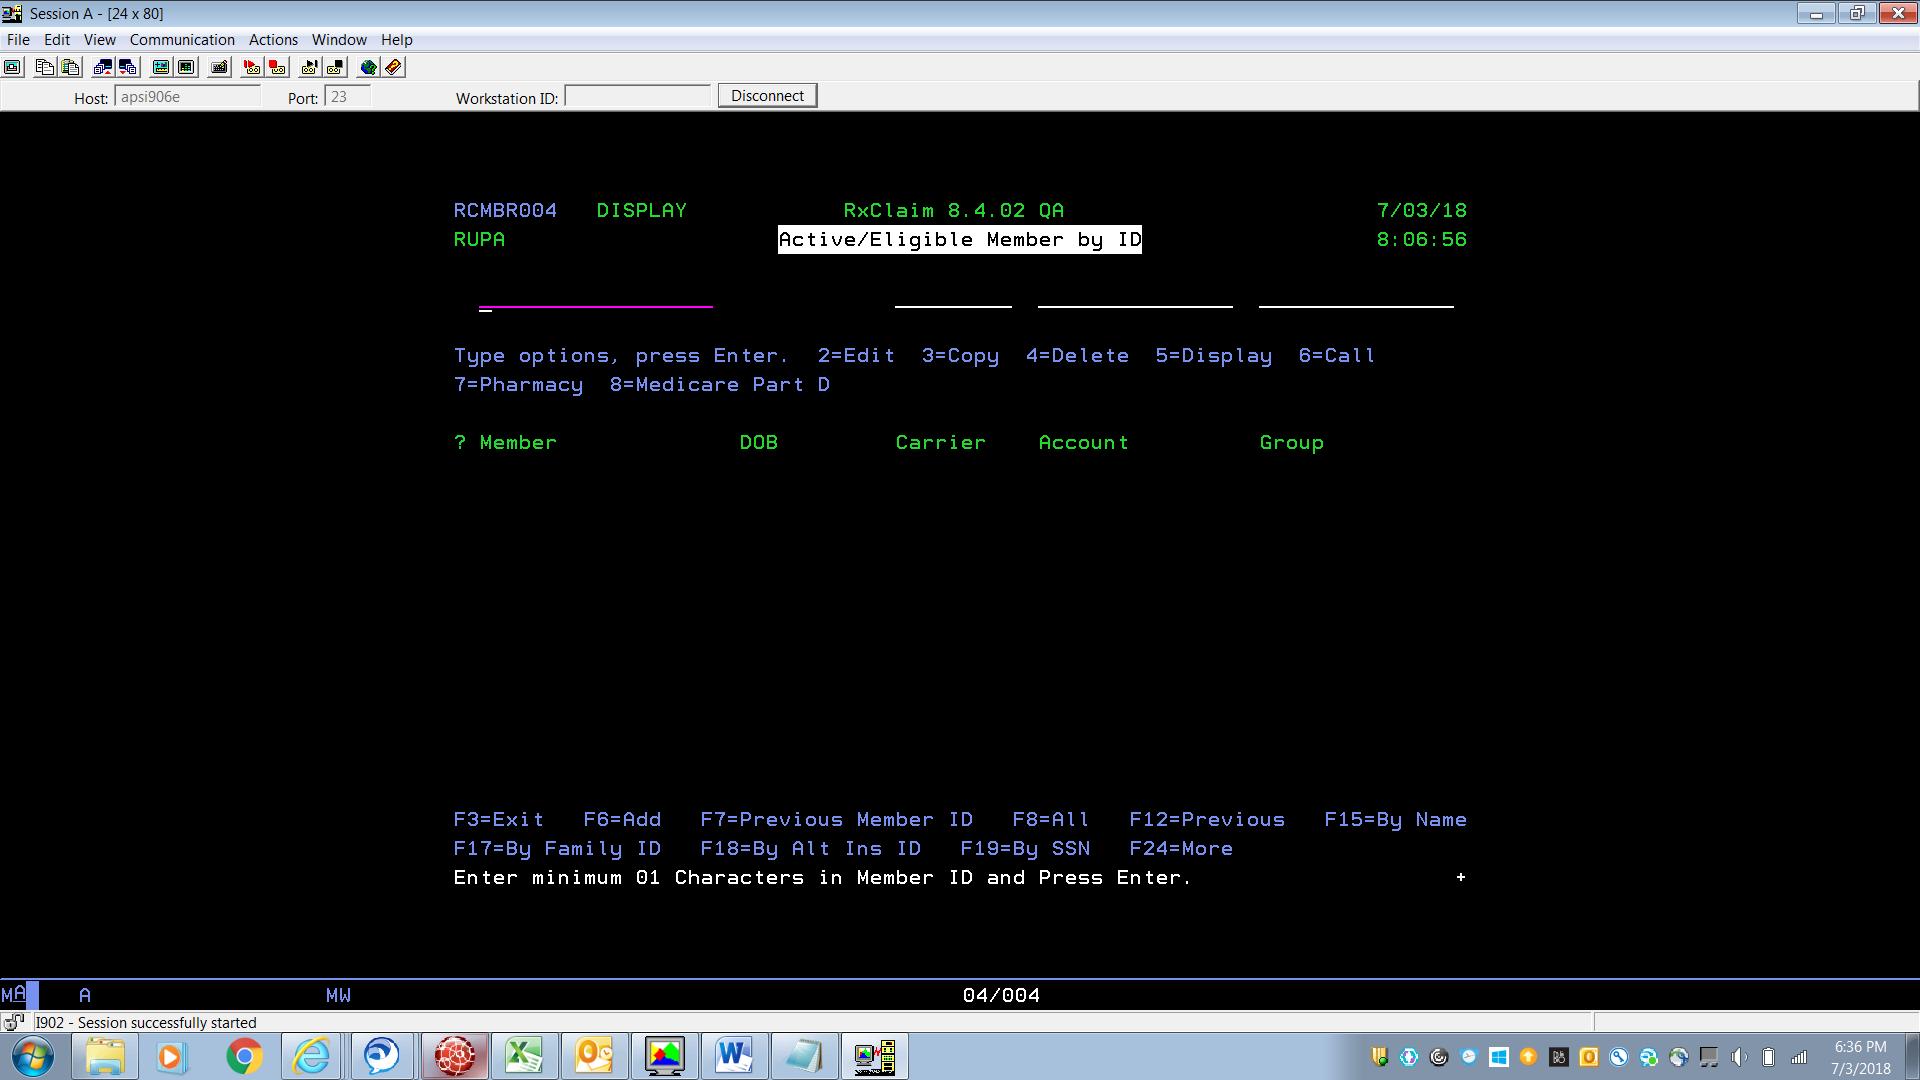 Session A - [24 x 80]
File Edit View Communication Actions Window Help
Host: apsi906e Port: 23 Workstation ID: Disconnect
RCMBR004 DISPLAY RxClaim 8.4.02 QA 7/03/18
RUPA Active/Eligible Member by ID 8:06:56
Type options, press Enter. 2=Edit 3=Copy 4=Delete 5=Display 6=Call
7=Pharmacy 8=Medicare Part D
? Member DOB Carrier Account Group
F3=Exit F6=Add F7=Previous Member ID F8=All F12=Previous F15=By Name
F17=By Family ID F18=By Alt Ins ID F19=By SSN F24=More
Enter minimum 01 Characters in Member ID and Press Enter. +
MA A MW 04/004
I902 - Session successfully started
6:36 PM
7/3/2018